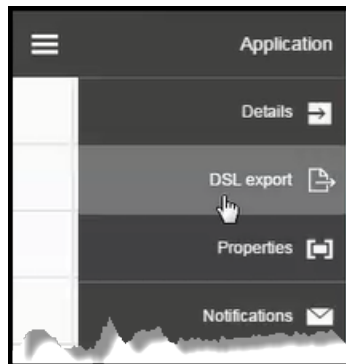 Application
Details
DSL export
Properties
Notifications